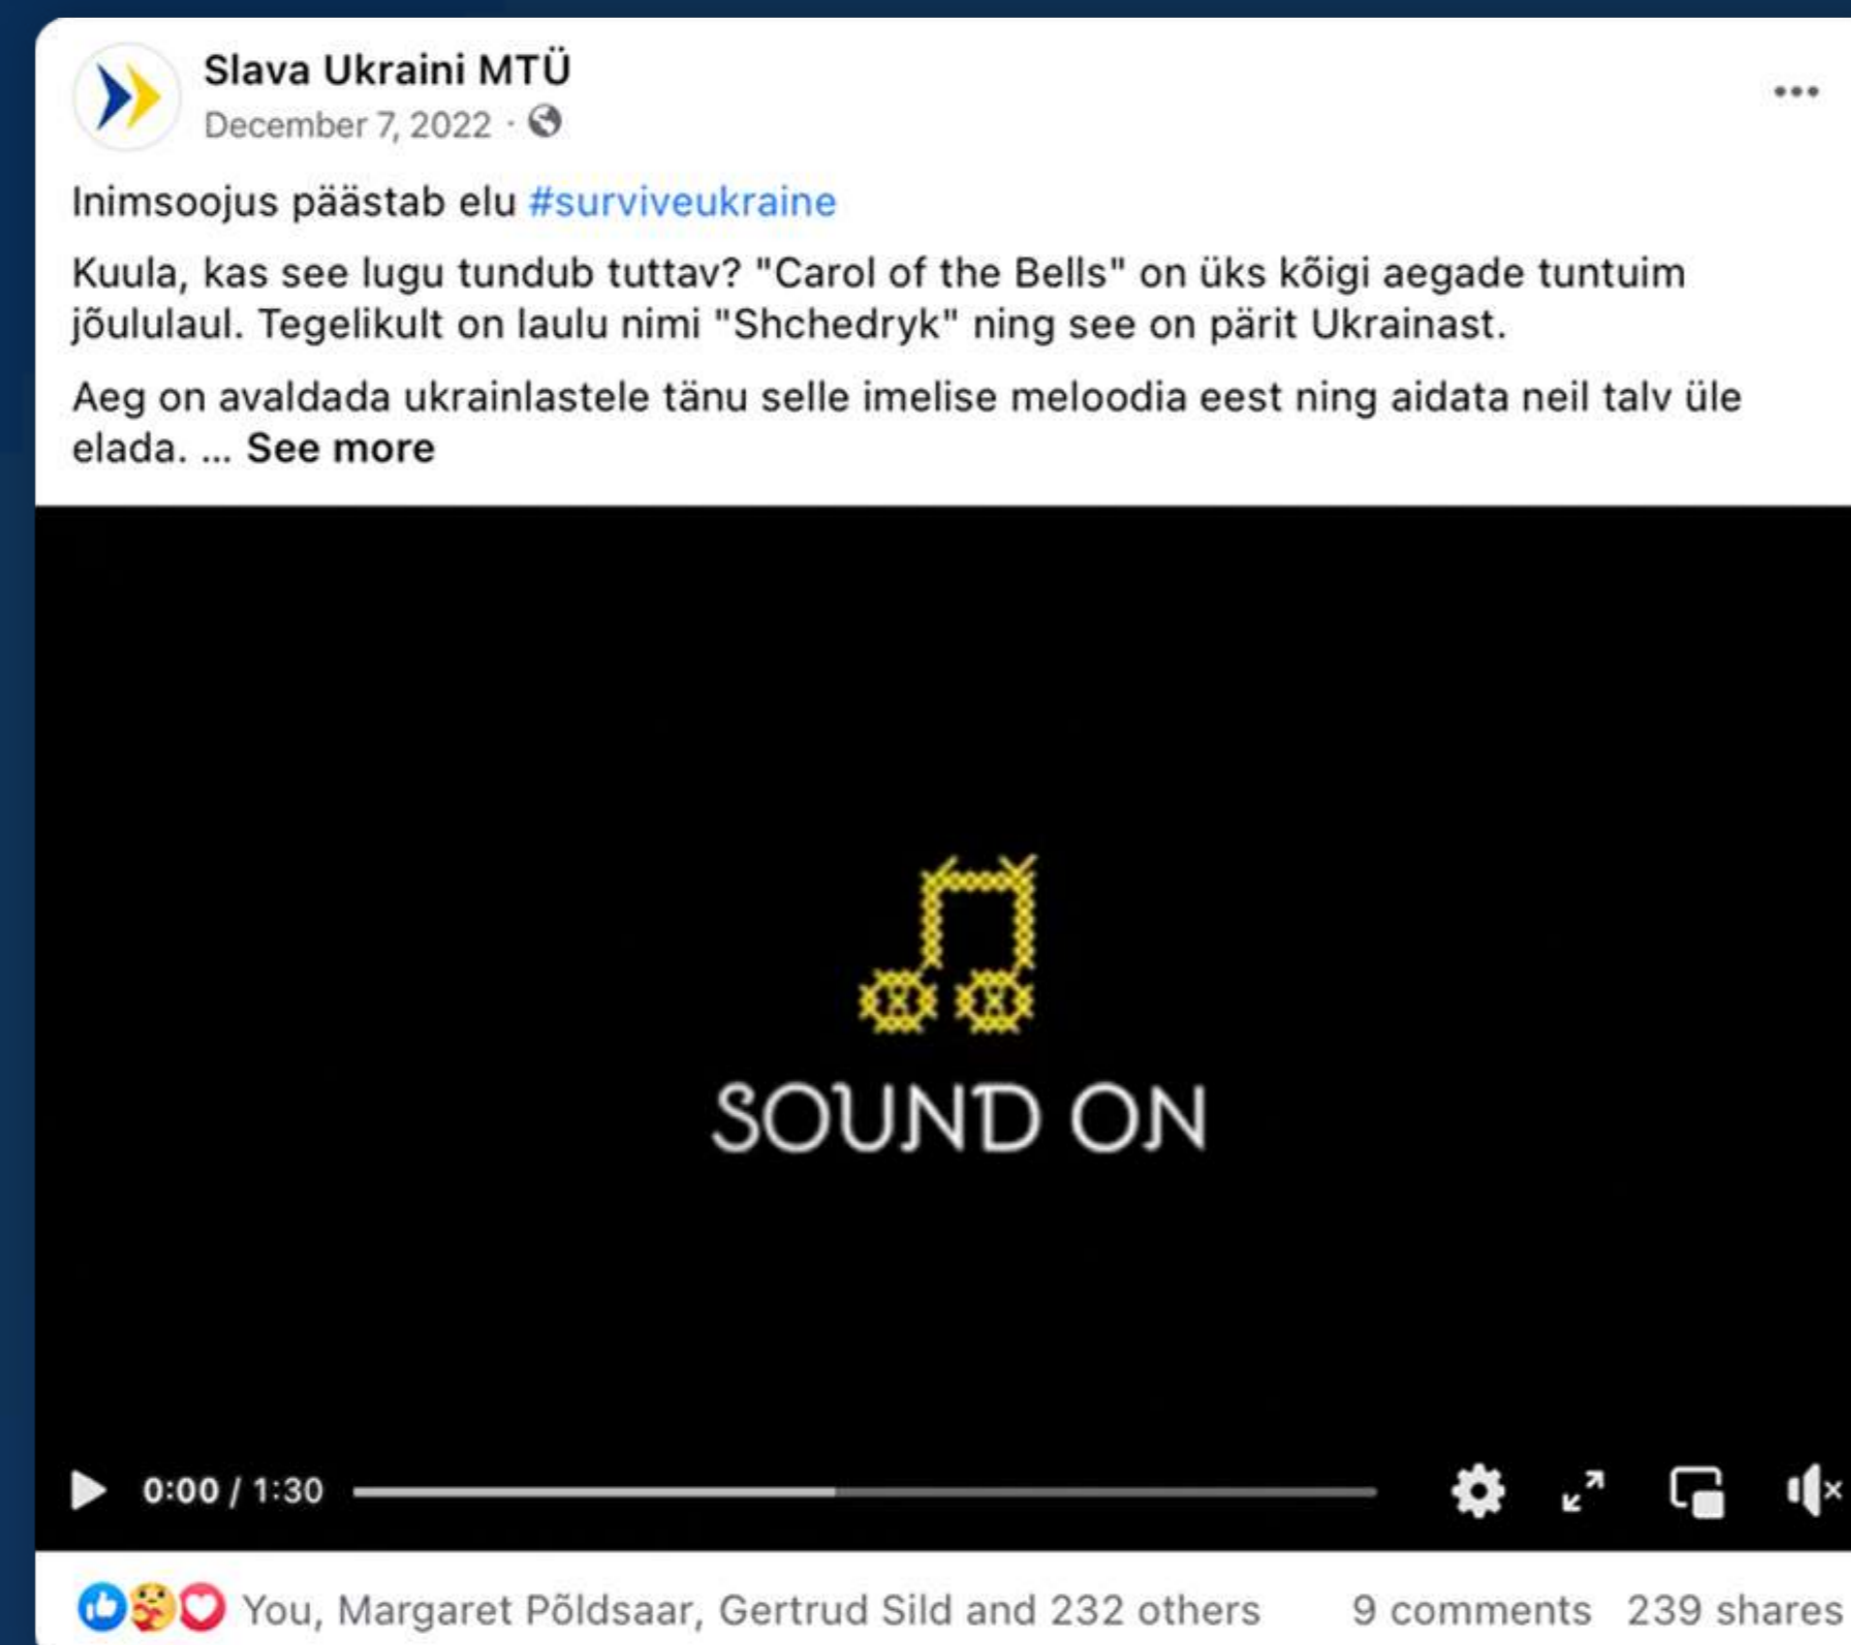 Slava Ukraini MTÜ
December 7, 2022 ·
Inimsoojus päästab elu #surviveukraine
Kuula, kas see lugu tundub tuttav? "Carol of the Bells" on üks kõigi aegade tuntuim
jõululaul. Tegelikult on laulu nimi "Shchedryk" ning see on pärit Ukrainast.
Aeg on avaldada ukrainlastele tänu selle imelise meloodia eest ning aidata neil talv üle
elada. ... See more
SOUND ON
0:00 / 1:30
You, Margaret Põldsaar, Gertrud Sild and 232 others 9 comments 239 shares